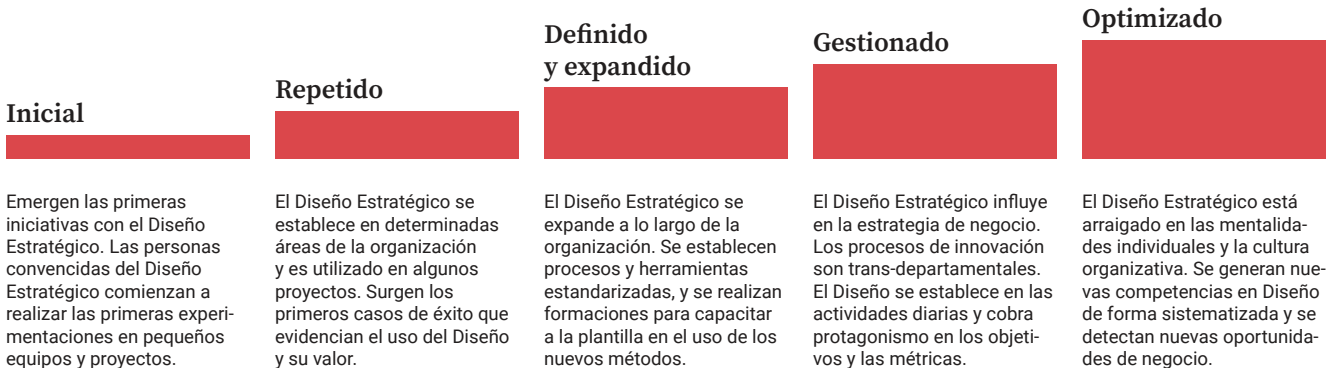 Inicial
Emergen las primeras
iniciativas con el Diseño
Estratégico. Las personas
convencidas del Diseño
Estratégico comienzan a
realizar las primeras experi-
mentaciones en pequeños
equipos y proyectos.
Repetido
El Diseño Estratégico se
establece en determinadas
áreas de la organización
y es utilizado en algunos
proyectos. Surgen los
primeros casos de éxito que
evidencian el uso del Diseño
y su valor.
Definido
y expandido
El Diseño Estratégico se
expande a lo largo de la
organización. Se establecen
procesos y herramientas
estandarizadas, y se realizan
formaciones para capacitar
a la plantilla en el uso de los
nuevos métodos.
Gestionado
El Diseño Estratégico influye
en la estrategia de negocio.
Los procesos de innovación
son trans-departamentales.
El Diseño se establece en las
actividades diarias y cobra
protagonismo en los objeti-
vos y las métricas.
Optimizado
El Diseño Estratégico está
arraigado en las mentalida-
des individuales y la cultura
organizativa. Se generan nue-
vas competencias en Diseño
de forma sistematizada y se
detectan nuevas oportunida-
des de negocio.